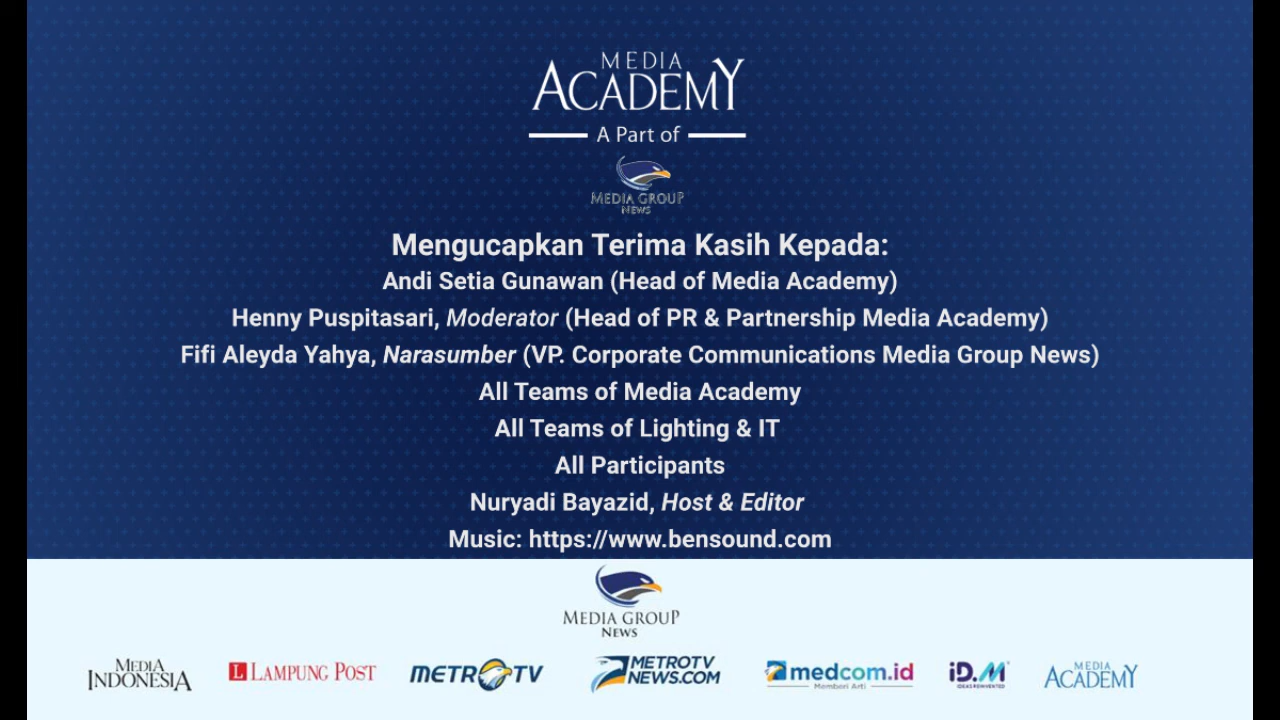 MEDIA
ACADEMY
A Part of
MEDIA GROUP
NEWS
Mengucapkan Terima Kasih Kepada:
Andi Setia Gunawan (Head of Media Academy)
Henny Puspitasari, Moderator (Head of PR & Partnership Media Academy)
Fifi Aleyda Yahya, Narasumber (VP. Corporate Communications Media Group News)
All Teams of Media Academy
All Teams of Lighting & IT
All Participants
Nuryadi Bayazid, Host & Editor
Music: https://www.bensound.com
MEDIA GROUP
NEWS
MEDIA
INDONESIA
L LAMPUNG POST
METRO TV
METROTV
NEWS.COM
medcom.id
Memberi Arti
iD.M
IDEAS REINVENTED
MEDIA
ACADEMY